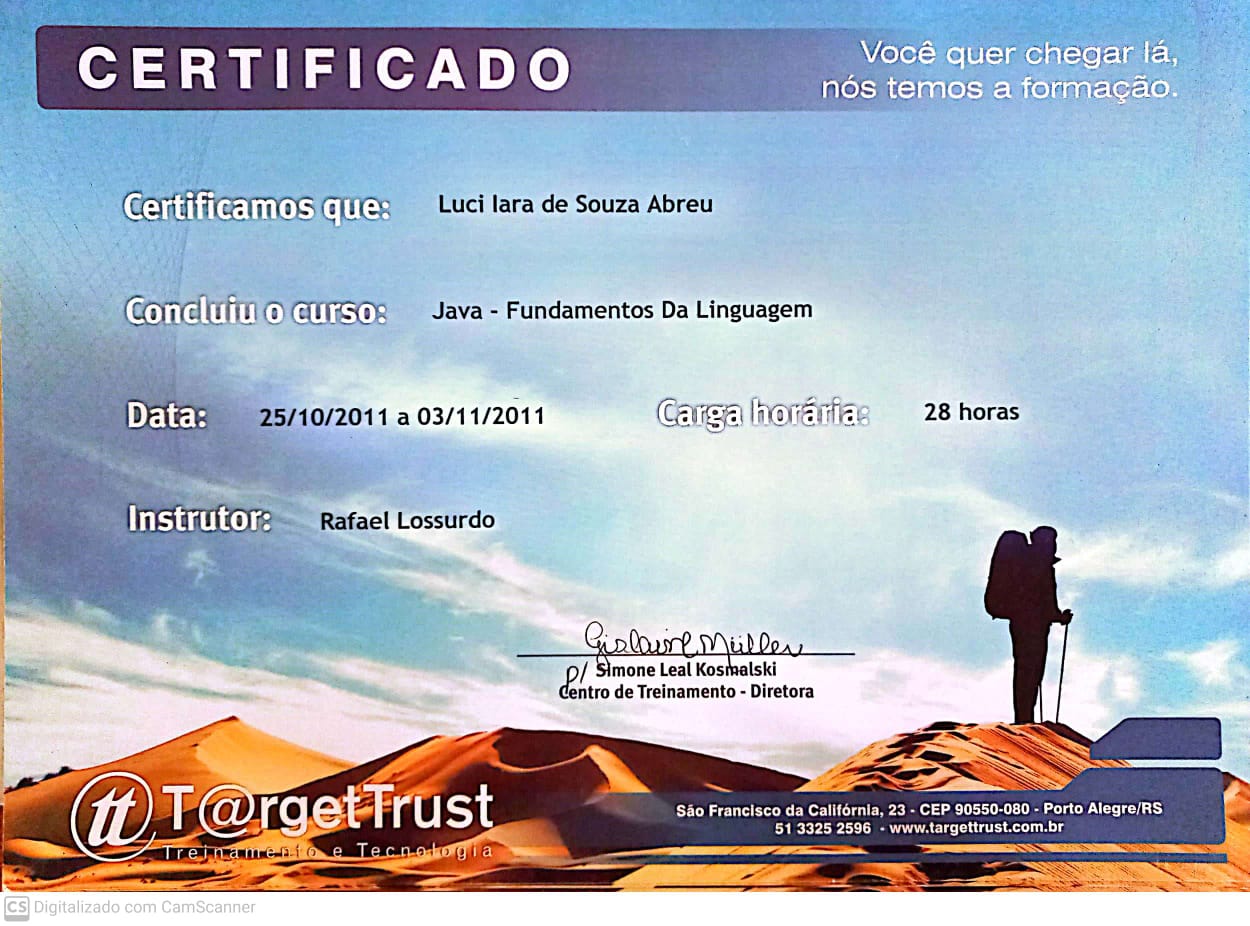 CERTIFICADO
Você quer chegar lá,
nós temos a formação.
Certificamos que: Luci Iara de Souza Abreu
Concluiu o curso: Java - Fundamentos Da Linguagem
Data: 25/10/2011 a 03/11/2011 Carga horária: 28 horas
Instrutor: Rafael Lossurdo
Gislaine Müller
p/ Simone Leal Kosmalski
Centro de Treinamento - Diretora
tt T@rgetTrust
Treinamento e Tecnologia
São Francisco da Califórnia, 23 - CEP 90550-080 - Porto Alegre/RS
51 3325 2596 - www.targettrust.com.br
CS Digitalizado com CamScanner